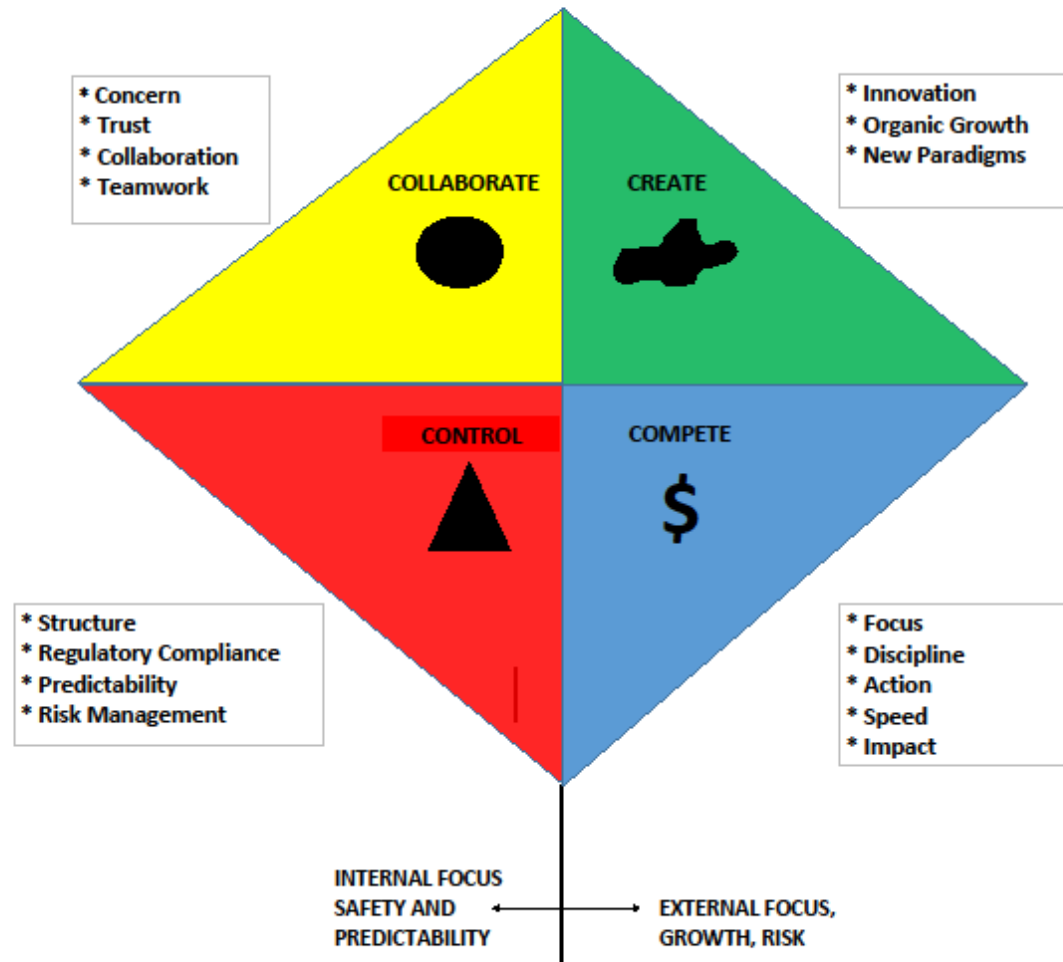 * Concern
* Trust
* Collaboration
* Teamwork
* Innovation
* Organic Growth
* New Paradigms
COLLABORATE
CREATE
CONTROL
COMPETE
$
* Structure
* Regulatory Compliance
* Predictability
* Risk Management
* Focus
* Discipline
* Action
* Speed
* Impact
INTERNAL FOCUS
SAFETY AND
PREDICTABILITY
EXTERNAL FOCUS,
GROWTH, RISK